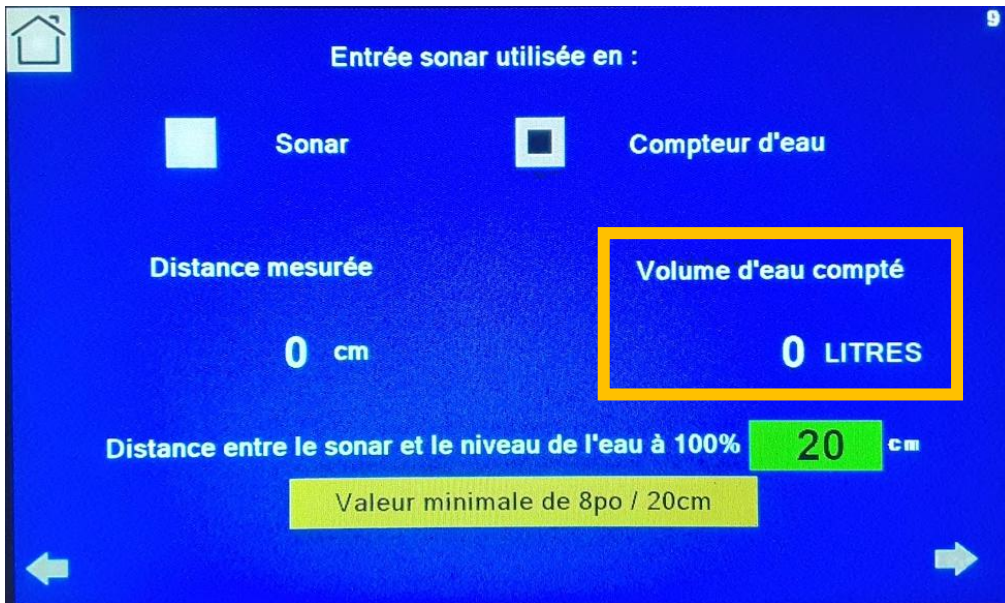 9
Entrée sonar utilisée en :
Sonar
Compteur d'eau
Distance mesurée
Volume d'eau compté
0 cm
0 LITRES
Distance entre le sonar et le niveau de l'eau à 100% 20 cm
Valeur minimale de 8po / 20cm